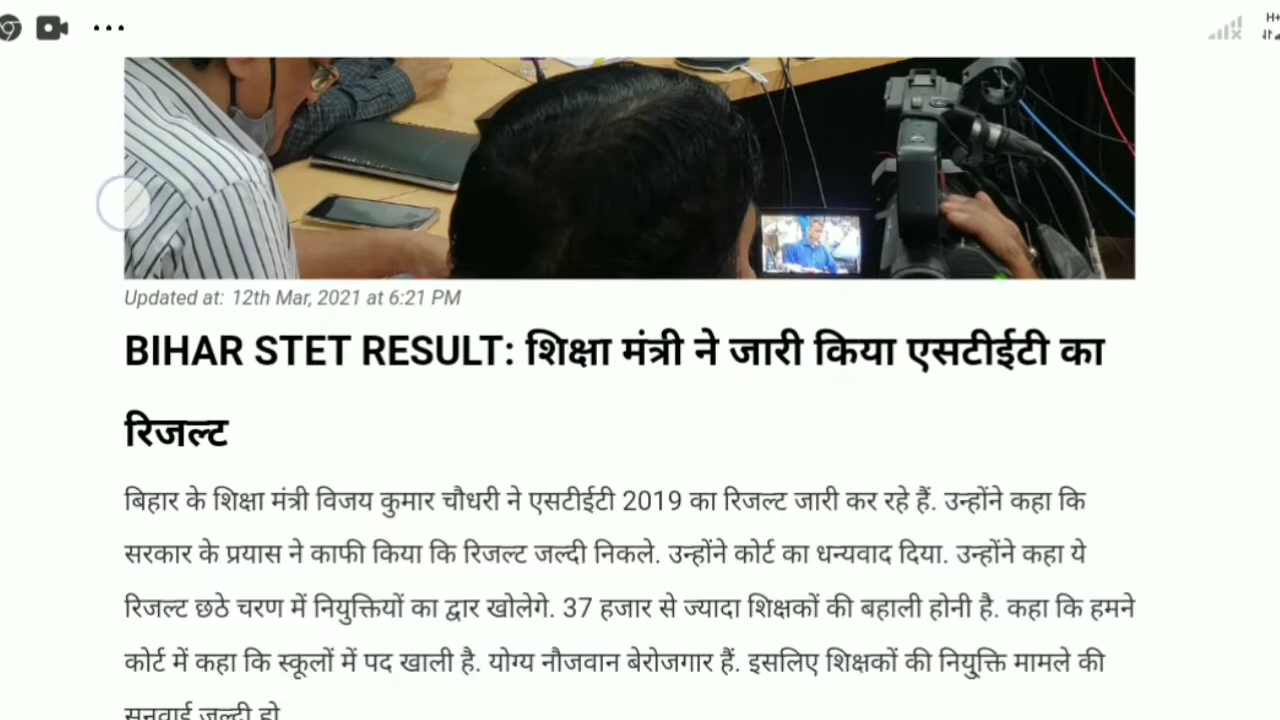 H+
Updated at: 12th Mar, 2021 at 6:21 PM
BIHAR STET RESULT: शिक्षा मंत्री ने जारी किया एसटीईटी का
रिजल्ट
बिहार के शिक्षा मंत्री विजय कुमार चौधरी ने एसटीईटी 2019 का रिजल्ट जारी कर रहे हैं. उन्होंने कहा कि
सरकार के प्रयास ने काफी किया कि रिजल्ट जल्दी निकले. उन्होंने कोर्ट का धन्यवाद दिया. उन्होंने कहा ये
रिजल्ट छठे चरण में नियुक्तियों का द्वार खोलेगे. 37 हजार से ज्यादा शिक्षकों की बहाली होनी है. कहा कि हमने
कोर्ट में कहा कि स्कूलों में पद खाली है. योग्य नौजवान बेरोजगार हैं. इसलिए शिक्षकों की नियु्क्ति मामले की
सुनवाई जल्दी हो